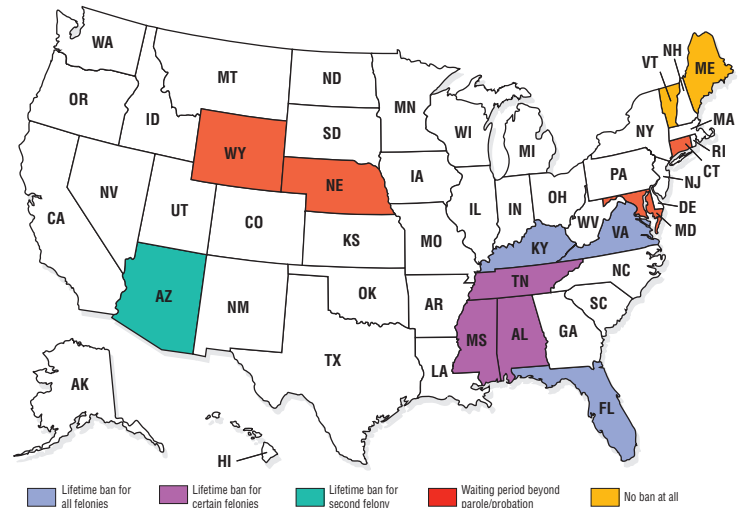 WA
MT
ND
MN
OR
ID
SD
WI
MI
NY
VT
NH
ME
MA
RI
CT
NJ
DE
MD
WY
NE
IA
PA
NV
UT
CO
IL
IN
OH
WV
VA
CA
KS
MO
KY
NC
TN
AZ
NM
OK
AR
SC
MS
AL
GA
TX
LA
FL
AK
HI
Lifetime ban for
all felonies
Lifetime ban for
certain felonies
Lifetime ban for
second felony
Waiting period beyond
parole/probation
No ban at all